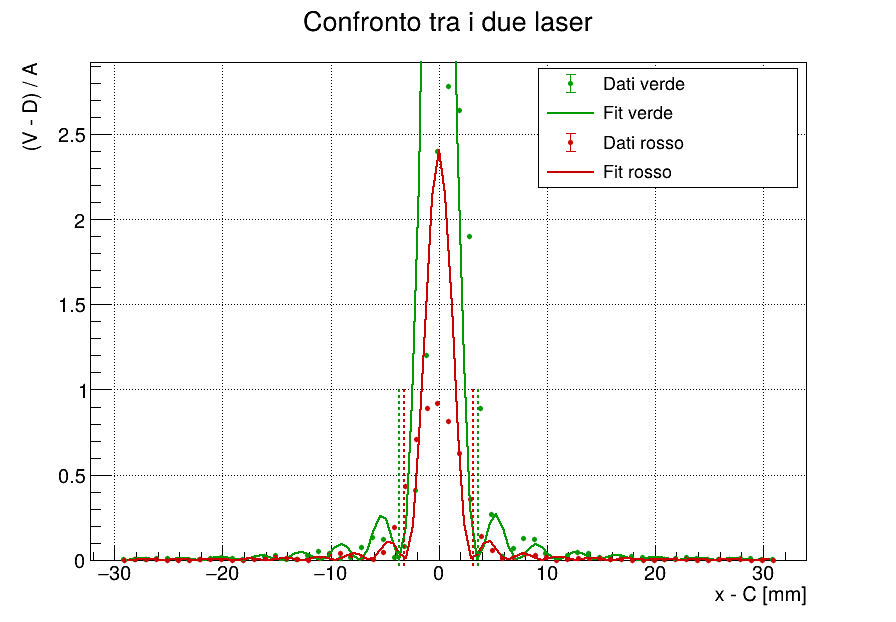 Confronto tra i due laser
(V - D) / A
Dati verde
Fit verde
Dati rosso
Fit rosso
2.5
2
1.5
1
0.5
0
−30 −20 −10 0 10 20 30
x - C [mm]